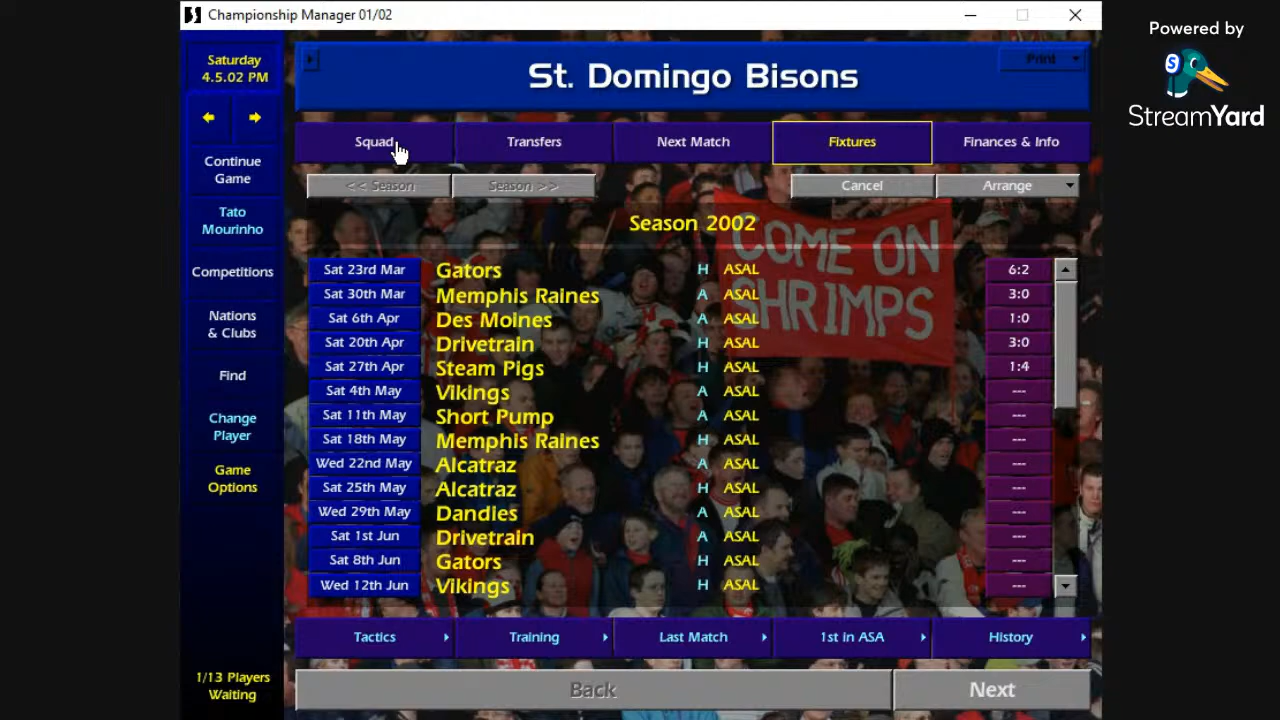 Championship Manager 01/02
Powered by
StreamYard
Saturday
4.5.02 PM
St. Domingo Bisons
Print
Squad
Transfers
Next Match
Fixtures
Finances & Info
<< Season
Season >>
Cancel
Arrange
Continue
Game
Tato
Mourinho
Competitions
Nations
& Clubs
Find
Change
Player
Game
Options
1/13 Players
Waiting
COME ON
SHRIMPS
Season 2002
Sat 23rd Mar Gators H ASAL 6:2
Sat 30th Mar Memphis Raines A ASAL 3:0
Sat 6th Apr Des Moines A ASAL 1:0
Sat 20th Apr Drivetrain H ASAL 3:0
Sat 27th Apr Steam Pigs H ASAL 1:4
Sat 4th May Vikings A ASAL ---
Sat 11th May Short Pump A ASAL ---
Sat 18th May Memphis Raines H ASAL ---
Wed 22nd May Alcatraz A ASAL ---
Sat 25th May Alcatraz H ASAL ---
Wed 29th May Dandies A ASAL ---
Sat 1st Jun Drivetrain A ASAL ---
Sat 8th Jun Gators H ASAL ---
Wed 12th Jun Vikings H ASAL ---
Tactics
Training
Last Match
1st in ASA
History
Back
Next